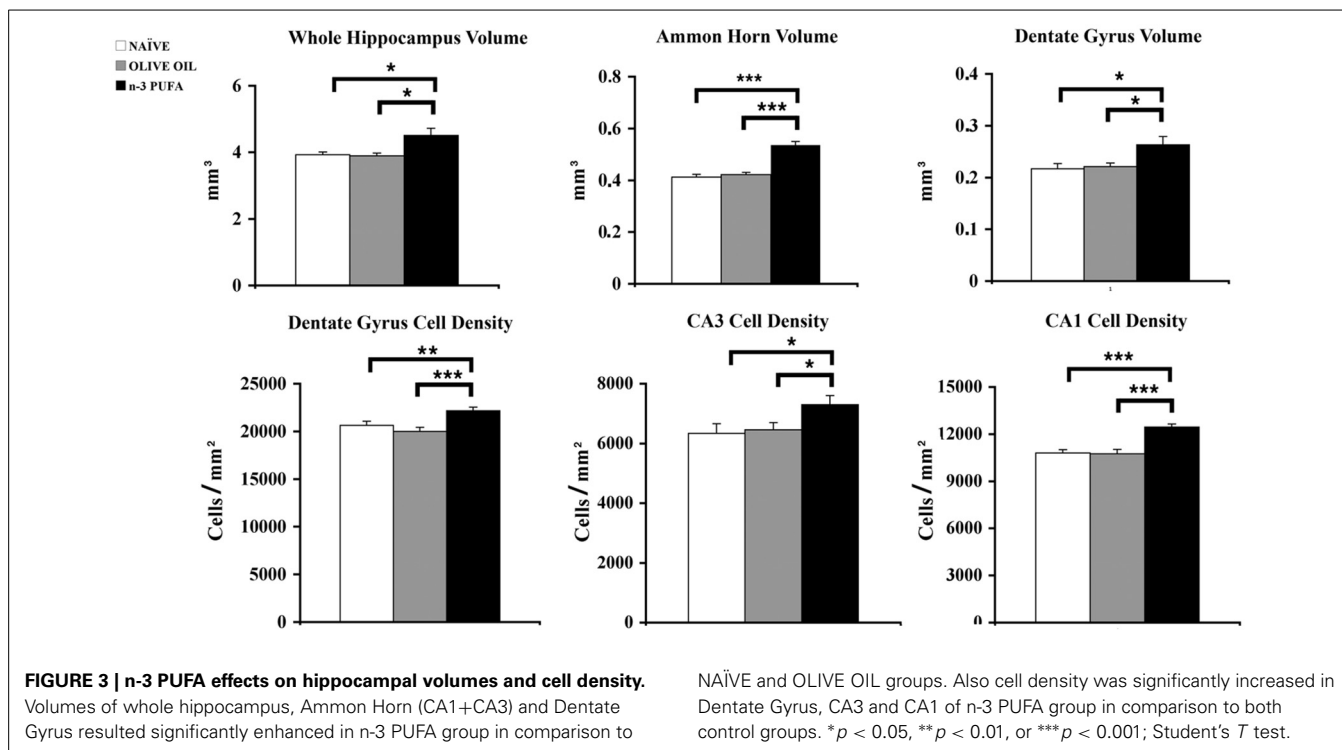 NAÏVE
OLIVE OIL
n-3 PUFA
Whole Hippocampus Volume
*
*
6
4
2
0
mm³
Ammon Horn Volume
***
***
0.8
0.6
0.4
0.2
0
mm³
Dentate Gyrus Volume
*
*
0.4
0.3
0.2
0.1
0
mm³
1
Dentate Gyrus Cell Density
**
***
25000
20000
15000
10000
5000
0
Cells / mm²
CA3 Cell Density
*
*
8000
6000
4000
2000
0
CA1 Cell Density
***
***
15000
12000
9000
6000
3000
0
Cells / mm²
FIGURE 3 | n-3 PUFA effects on hippocampal volumes and cell density.
Volumes of whole hippocampus, Ammon Horn (CA1+CA3) and Dentate
Gyrus resulted significantly enhanced in n-3 PUFA group in comparison to
NAÏVE and OLIVE OIL groups. Also cell density was significantly increased in
Dentate Gyrus, CA3 and CA1 of n-3 PUFA group in comparison to both
control groups. *p < 0.05, **p < 0.01, or ***p < 0.001; Student's T test.